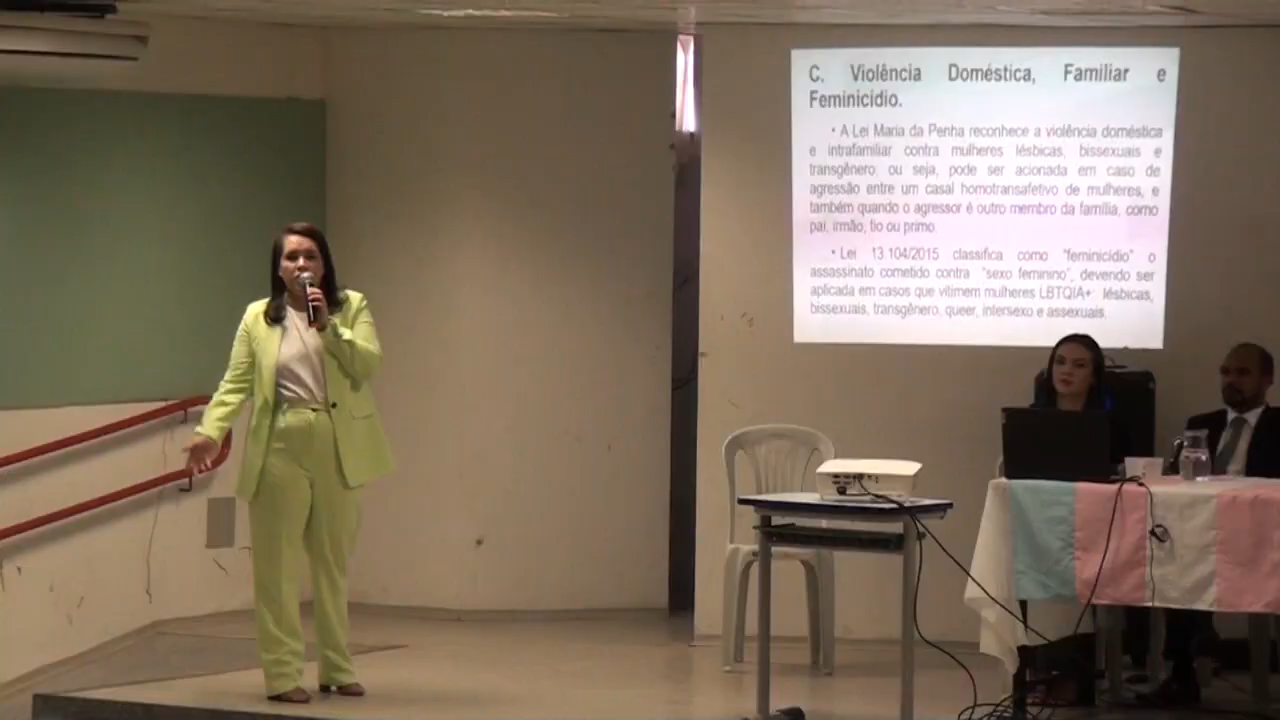 C. Violência Doméstica, Familiar e
Feminicidio.
• A Lei Maria da Penha reconhece a violência doméstica
e intrafamiliar contra mulheres lésbicas, bissexuais e
transgênero, ou seja, pode ser acionada em caso de
agressão entre um casal homotransafetivo de mulheres, e
também quando o agressor é outro membro da família, como
pai, irmão, tio ou primo.
• Lei 13.104/2015 classifica como "feminicídio" o
assassinato cometido contra "sexo feminino", devendo ser
aplicada em casos que vitimem mulheres LBTQIA+: lésbicas,
bissexuais, transgênero, queer, intersexo e assexuais.